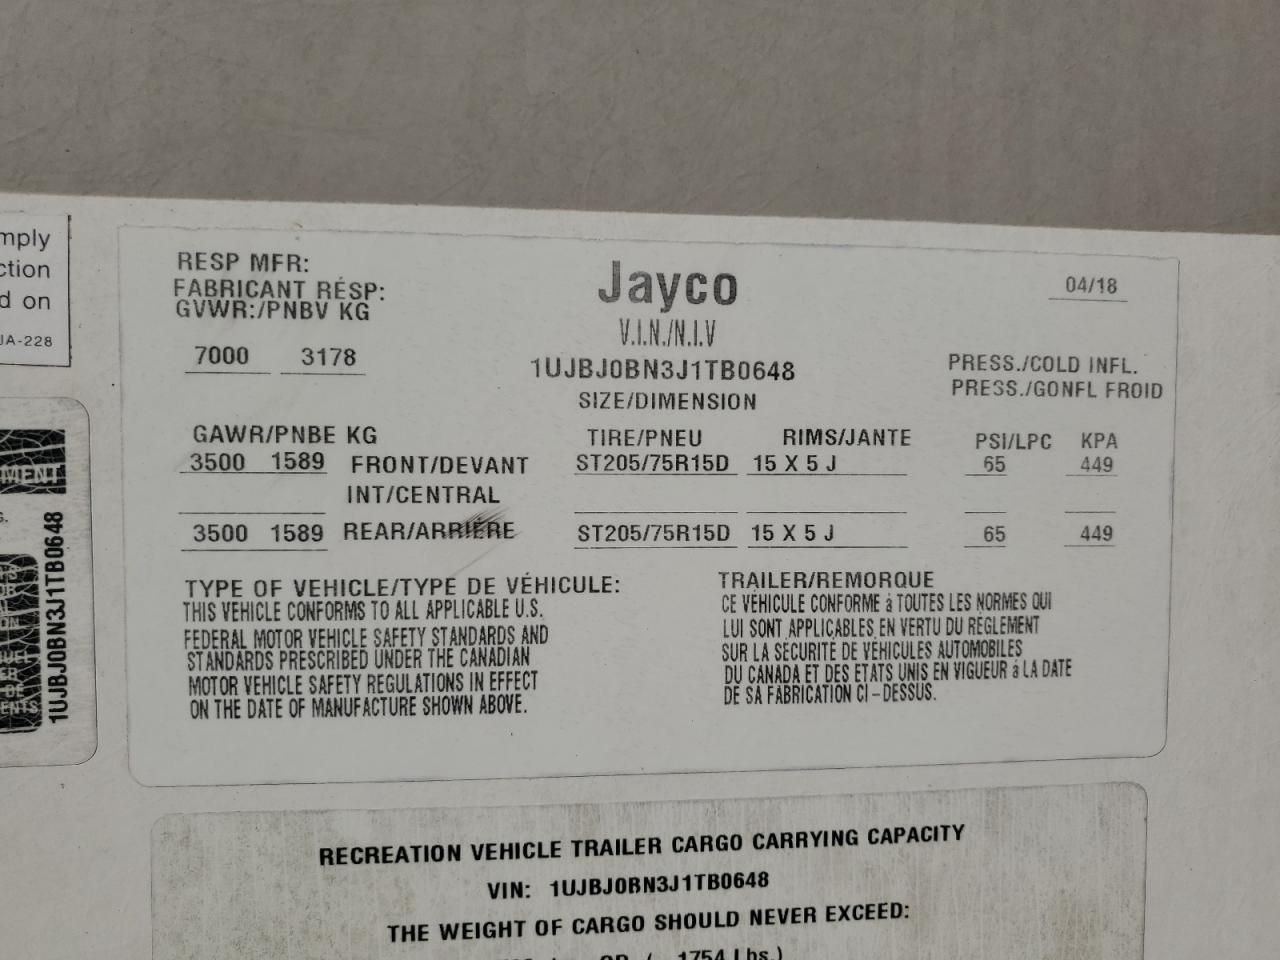 mply
ction
d on
JA-228
MENT
1UJBJ0BN3J1TB0648
RESP MFR:
FABRICANT RÉSP:
GVWR:/PNBV KG
7000 3178
Jayco
V.I.N./N.I.V
1UJBJ0BN3J1TB0648
04/18
PRESS./COLD INFL.
PRESS./GONFL FROID
SIZE/DIMENSION
GAWR/PNBE KG TIRE/PNEU RIMS/JANTE PSI/LPC KPA
3500 1589 FRONT/DEVANT ST205/75R15D 15 X 5 J 65 449
INT/CENTRAL
3500 1589 REAR/ARRIÉRE ST205/75R15D 15 X 5 J 65 449
TYPE OF VEHICLE/TYPE DE VÉHICULE: TRAILER/REMORQUE
THIS VEHICLE CONFORMS TO ALL APPLICABLE U.S.
FEDERAL MOTOR VEHICLE SAFETY STANDARDS AND
STANDARDS PRESCRIBED UNDER THE CANADIAN
MOTOR VEHICLE SAFETY REGULATIONS IN EFFECT
ON THE DATE OF MANUFACTURE SHOWN ABOVE.
CE VÉHICULE CONFORME à TOUTES LES NORMES QUI
LUI SONT APPLICABLES EN VERTU DU RÈGLEMENT
SUR LA SÉCURITÉ DE VÉHICULES AUTOMOBILES
DU CANADA ET DES ETATS UNIS EN VIGUEUR à LA DATE
DE SA FABRICATION CI-DESSUS.
RECREATION VEHICLE TRAILER CARGO CARRYING CAPACITY
VIN: 1UJBJ0BN3J1TB0648
THE WEIGHT OF CARGO SHOULD NEVER EXCEED:
OR ( 1754 Lbs.)